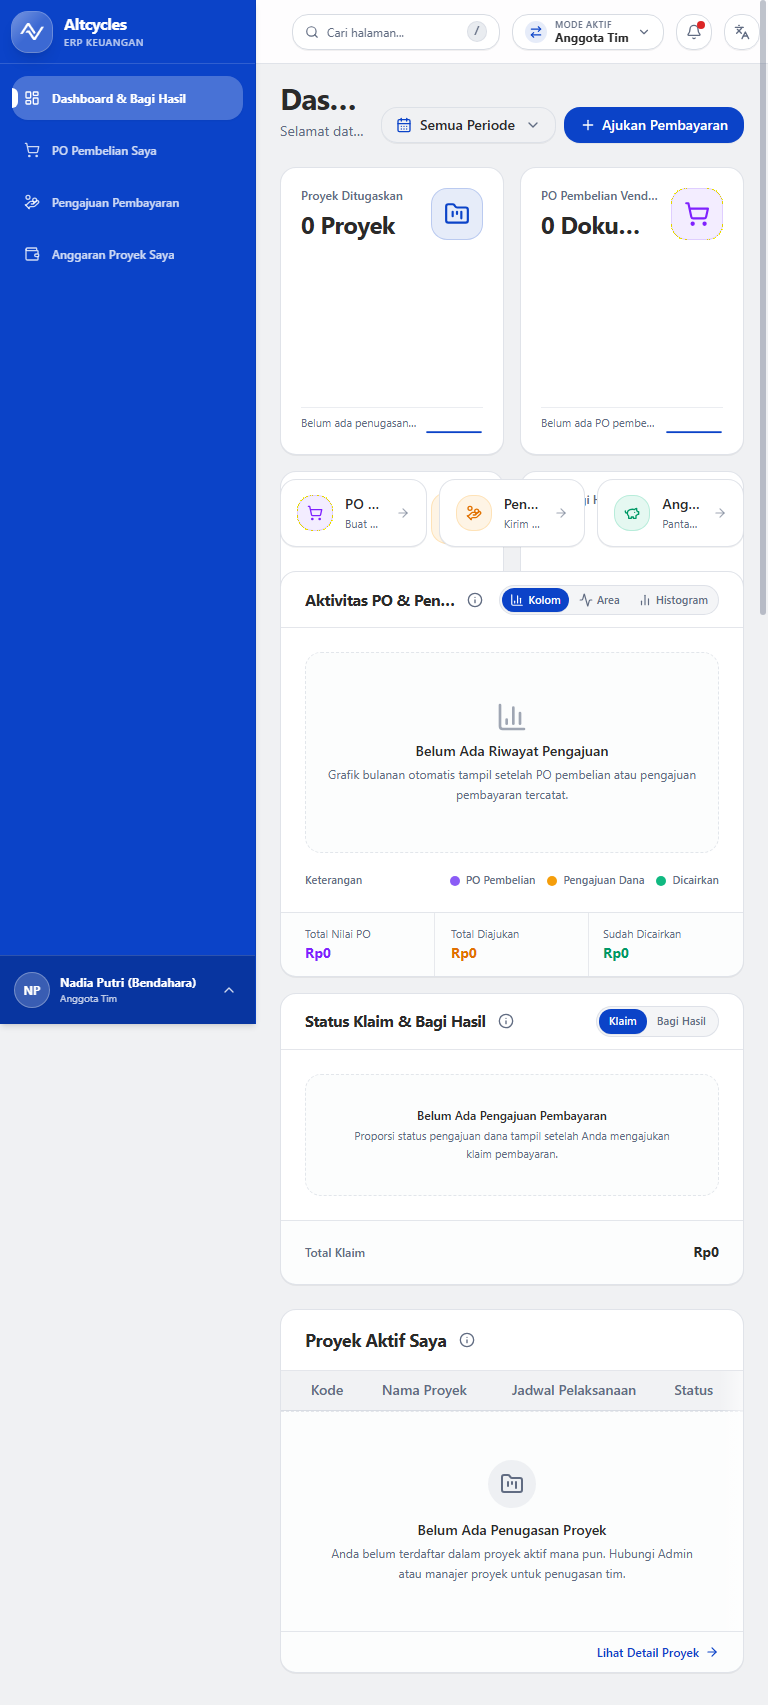 Altcycles
ERP KEUANGAN
Dashboard & Bagi Hasil
PO Pembelian Saya
Pengajuan Pembayaran
Anggaran Proyek Saya
Nadia Putri (Bendahara)
NP
Anggota Tim
Cari halaman...
/
MODE AKTIF
Anggota Tim
Das...
Selamat dat...
Semua Periode
Ajukan Pembayaran
Proyek Ditugaskan
0 Proyek
Belum ada penugasan...
PO Pembelian Vend...
0 Doku...
Belum ada PO pembe...
PO ...
Buat ...
Pen...
Kirim ...
Ang...
Panta...
Aktivitas PO & Pen...
Kolom
Area
Histogram
Belum Ada Riwayat Pengajuan
Grafik bulanan otomatis tampil setelah PO pembelian atau pengajuan
pembayaran tercatat.
Keterangan
PO Pembelian
Pengajuan Dana
Dicairkan
Total Nilai PO
Rp0
Total Diajukan
Rp0
Sudah Dicairkan
Rp0
Status Klaim & Bagi Hasil
Klaim
Bagi Hasil
Belum Ada Pengajuan Pembayaran
Proporsi status pengajuan dana tampil setelah Anda mengajukan
klaim pembayaran.
Total Klaim
Rp0
Proyek Aktif Saya
Kode
Nama Proyek
Jadwal Pelaksanaan
Status
Belum Ada Penugasan Proyek
Anda belum terdaftar dalam proyek aktif mana pun. Hubungi Admin
atau manajer proyek untuk penugasan tim.
Lihat Detail Proyek